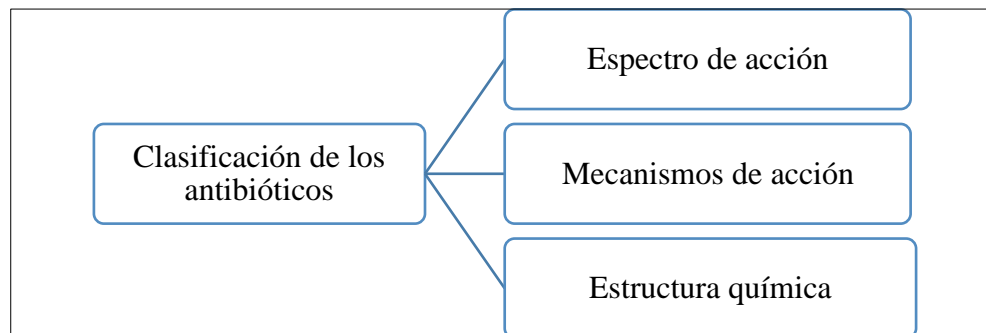 Espectro de acción
Clasificación de los
antibióticos
Mecanismos de acción
Estructura química